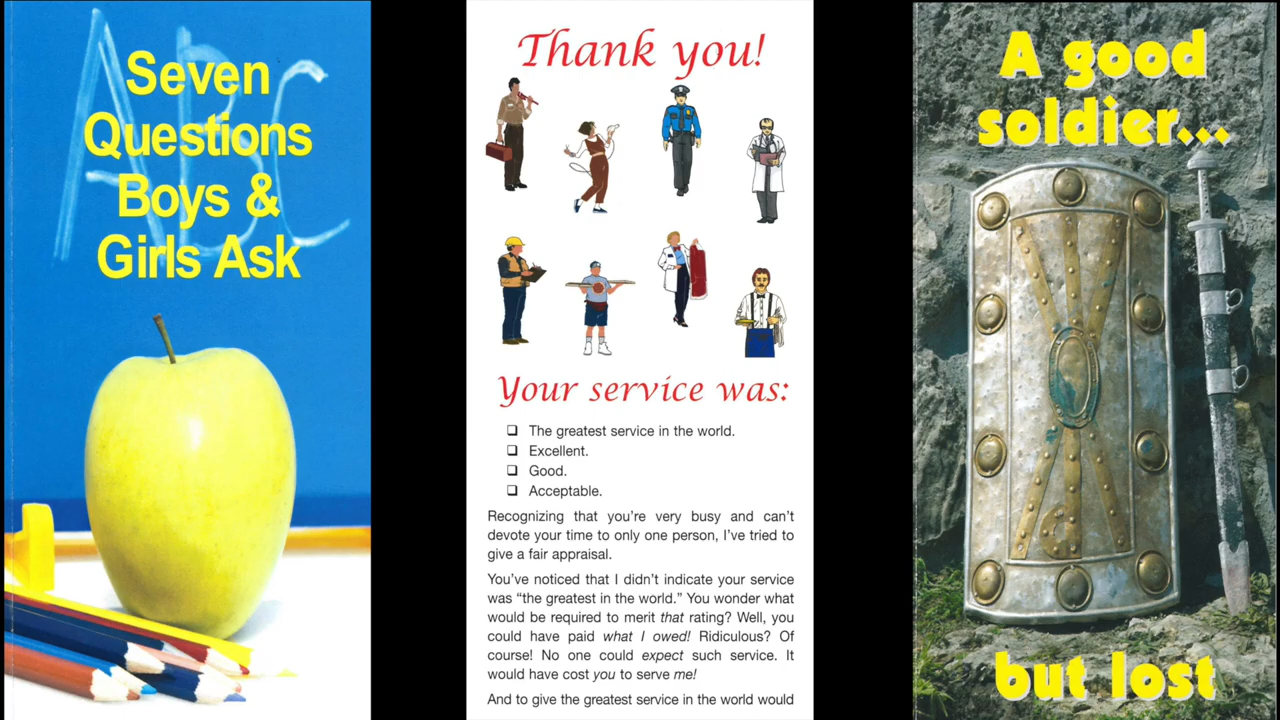 Seven
Questions
Boys &
Girls Ask
ABC
Thank you!
Your service was:
❑ The greatest service in the world.
❑ Excellent.
❑ Good.
❑ Acceptable.
Recognizing that you're very busy and can't
devote your time to only one person, I've tried to
give a fair appraisal.
You've noticed that I didn't indicate your service
was “the greatest in the world.” You wonder what
would be required to merit that rating? Well, you
could have paid what I owed! Ridiculous? Of
course! No one could expect such service. It
would have cost you to serve me!
And to give the greatest service in the world would
A good
soldier...
but lost